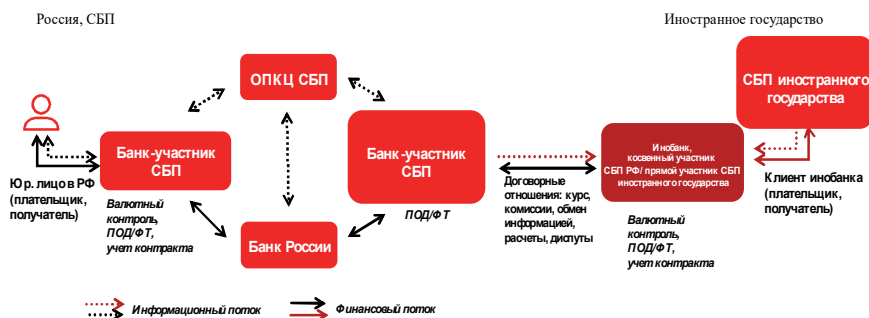 Россия, СБП
Иностранное государство
ОПКЦ СБП
СБП иностранного
государства
Банк-участник
СБП
Банк-участник
СБП
Инобанк,
косвенный участник
СБП РФ/ прямой участник СБП
иностранного государства
Юр. лицо в РФ
(плательщик,
получатель)
Валютный
контроль,
ПОД/ФТ,
учет контракта
Банк России
ПОД/ФТ
Договорные
отношения: курс,
комиссии, обмен
информацией,
расчеты, диспуты
Клиент инобанка
(плательщик,
получатель)
Валютный
контроль,
ПОД/ФТ,
учет контракта
Информационный поток
Финансовый поток